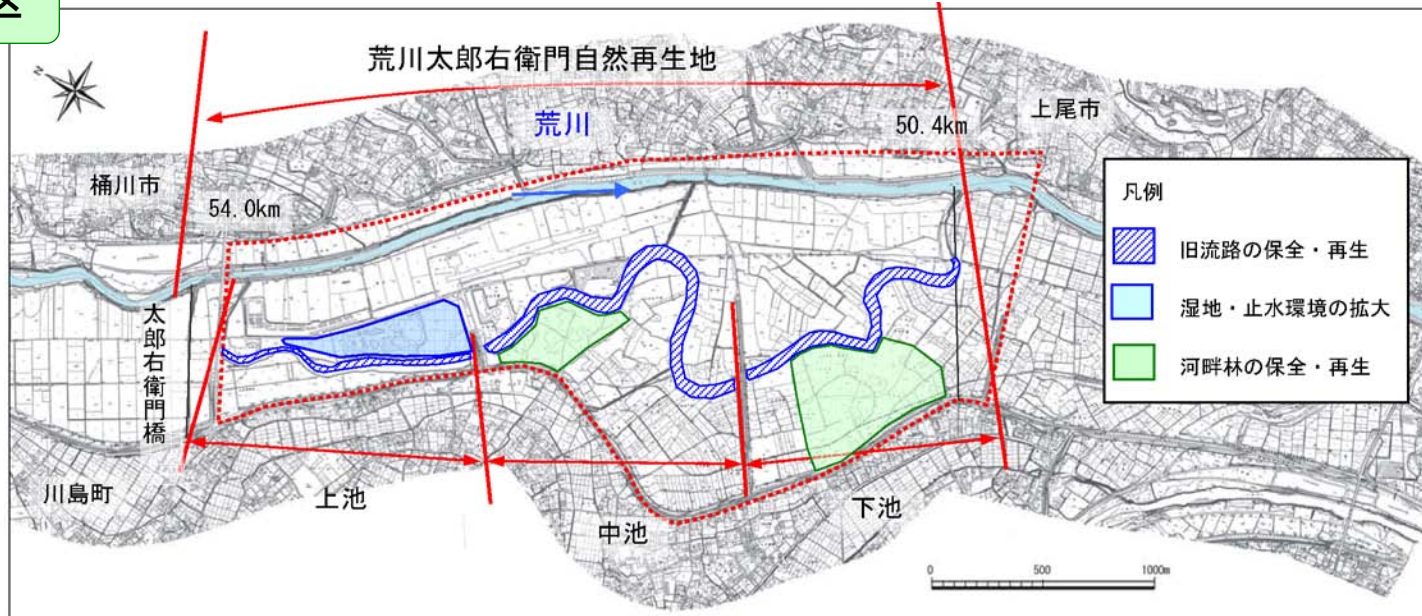 区
荒川太郎右衛門自然再生地
N
荒川
50.4km
上尾市
桶川市
54.0km
凡例
旧流路の保全・再生
湿地・止水環境の拡大
河畔林の保全・再生
太郎右衛門橋
川島町
上池
中池
下池
0 500 1000m